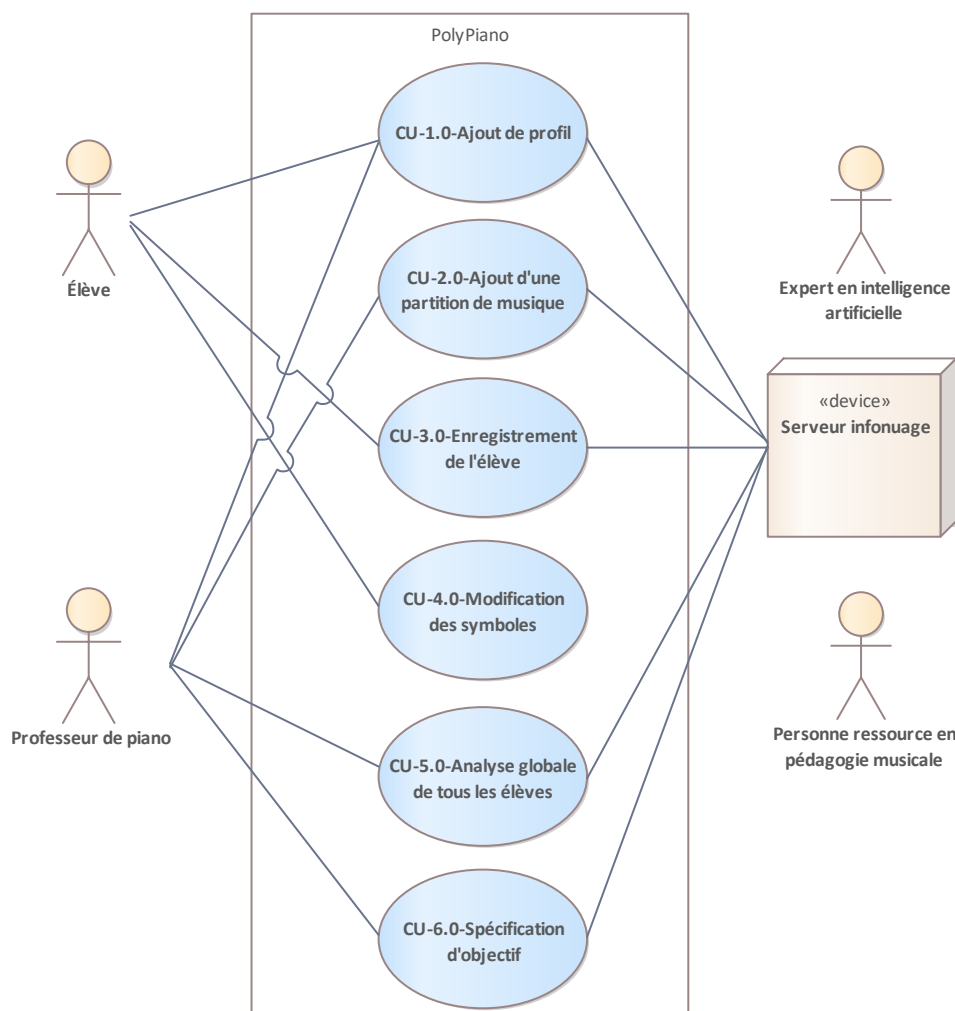 PolyPiano
CU-1.0-Ajout de profil
Élève
CU-2.0-Ajout d'une
partition de musique
Expert en intelligence
artificielle
«device»
Serveur infonuage
CU-3.0-Enregistrement
de l'élève
CU-4.0-Modification
des symboles
Professeur de piano
Personne ressource en
pédagogie musicale
CU-5.0-Analyse globale
de tous les élèves
CU-6.0-Spécification
d'objectif